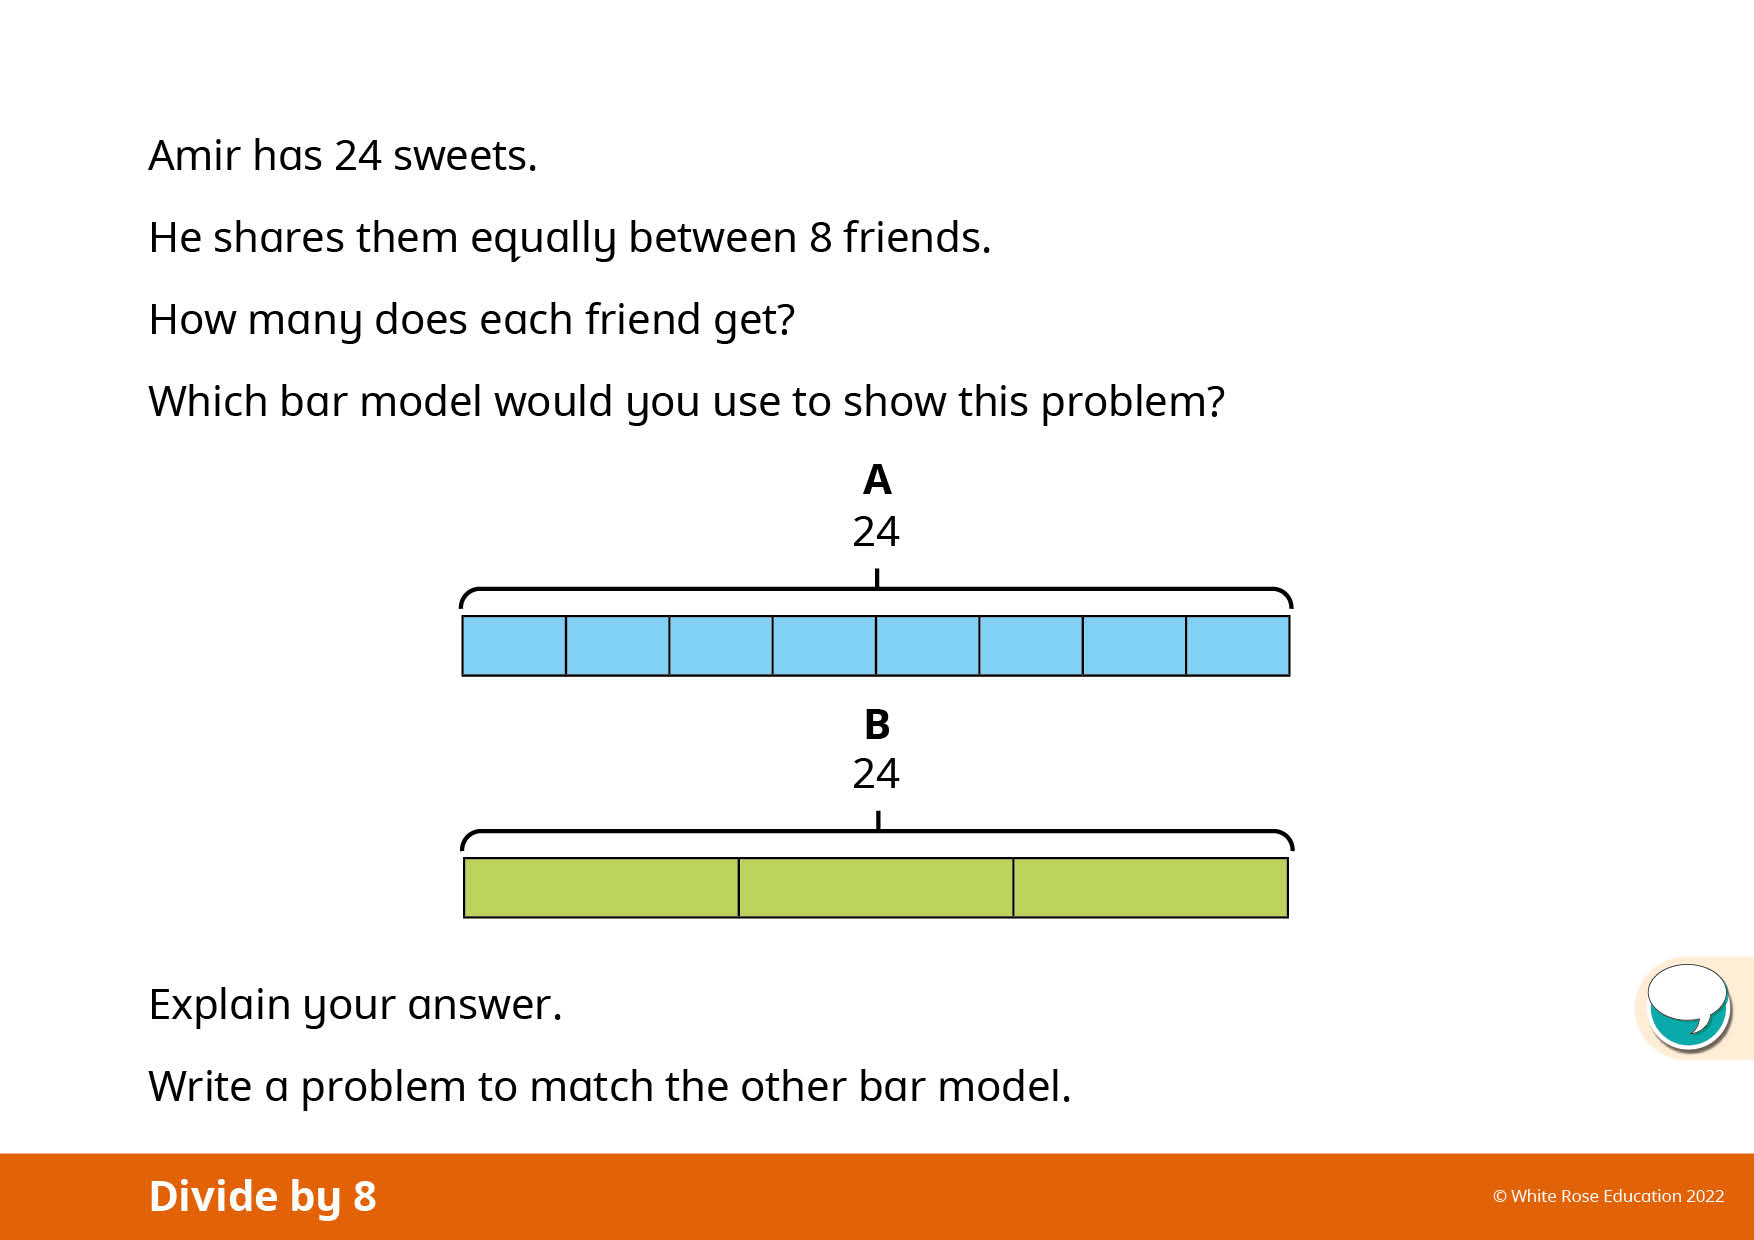 Amir has 24 sweets.
He shares them equally between 8 friends.
How many does each friend get?
Which bar model would you use to show this problem?
A
24
B
24
Explain your answer.
Write a problem to match the other bar model.
Divide by 8
© White Rose Education 2022